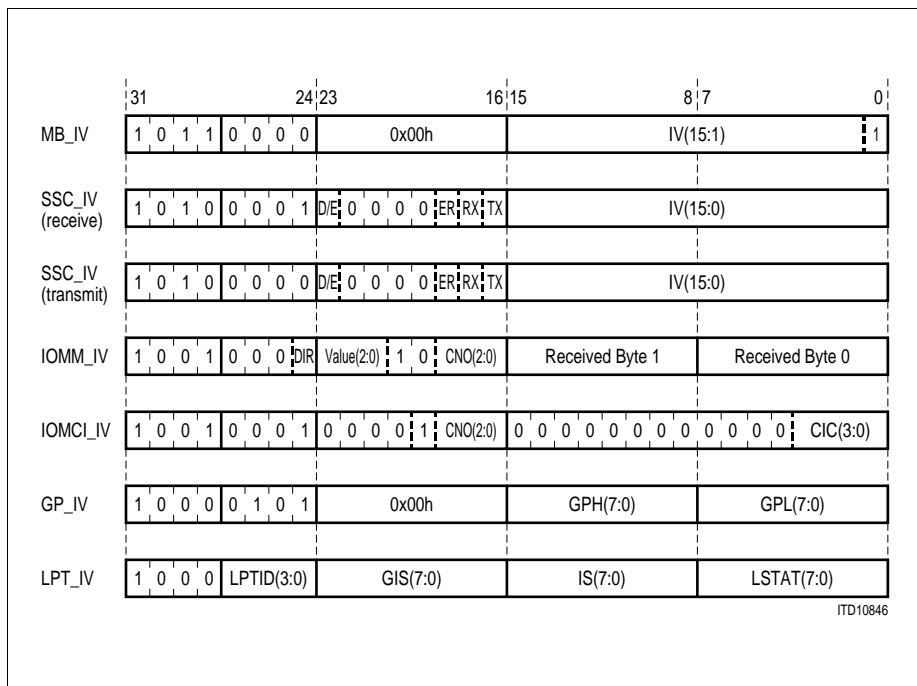 31 24 23 16 15 8 7 0
MB_IV 1 0 1 1 0 0 0 0 0x00h IV(15:1) 1
SSC_IV
(receive) 1 0 1 0 0 0 0 1 D/E 0 0 0 0 ER RX TX IV(15:0)
SSC_IV
(transmit) 1 0 1 0 0 0 0 0 D/E 0 0 0 0 ER RX TX IV(15:0)
IOMM_IV 1 0 0 1 0 0 0 DIR Value(2:0) 1 0 CNO(2:0) Received Byte 1 Received Byte 0
IOMCI_IV 1 0 0 1 0 0 0 1 0 0 0 0 1 CNO(2:0) 0 0 0 0 0 0 0 0 0 0 0 0 CIC(3:0)
GP_IV 1 0 0 0 0 1 0 1 0x00h GPH(7:0) GPL(7:0)
LPT_IV 1 0 0 0 LPTID(3:0) GIS(7:0) IS(7:0) LSTAT(7:0)
ITD10846